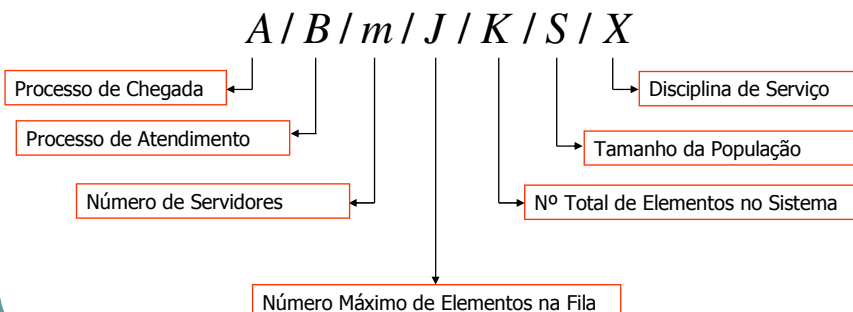 A / B / m / J / K / S / X
Processo de Chegada
Disciplina de Serviço
Processo de Atendimento
Tamanho da População
Número de Servidores
Nº Total de Elementos no Sistema
Número Máximo de Elementos na Fila